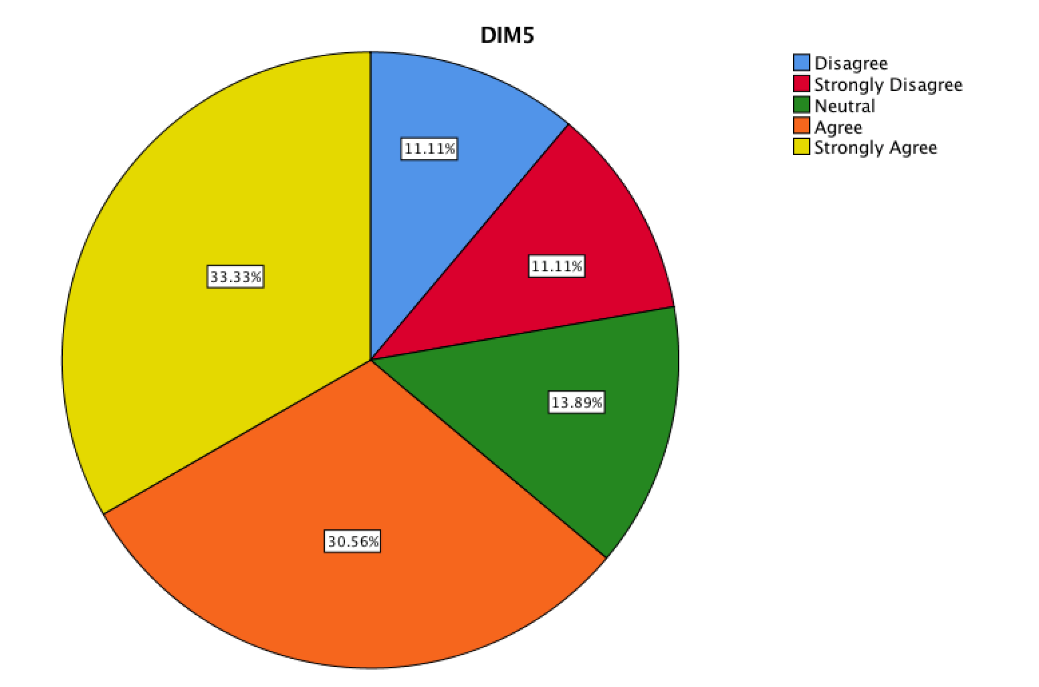 DIM5
Disagree
Strongly Disagree
Neutral
Agree
Strongly Agree
11.11%
11.11%
13.89%
30.56%
33.33%